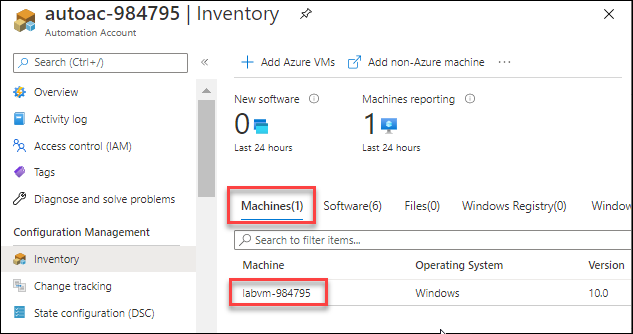 autoac-984795 | Inventory
Automation Account
Search (Ctrl+/)
Overview
Activity log
Access control (IAM)
Tags
Diagnose and solve problems
Configuration Management
Inventory
Change tracking
State configuration (DSC)
Add Azure VMs
Add non-Azure machine
New software
Machines reporting
0
1
Last 24 hours
Last 24 hours
Machines(1) Software(6) Files(0) Windows Registry(0) Window
Search to filter items...
Machine Operating System Version
labvm-984795 Windows 10.0